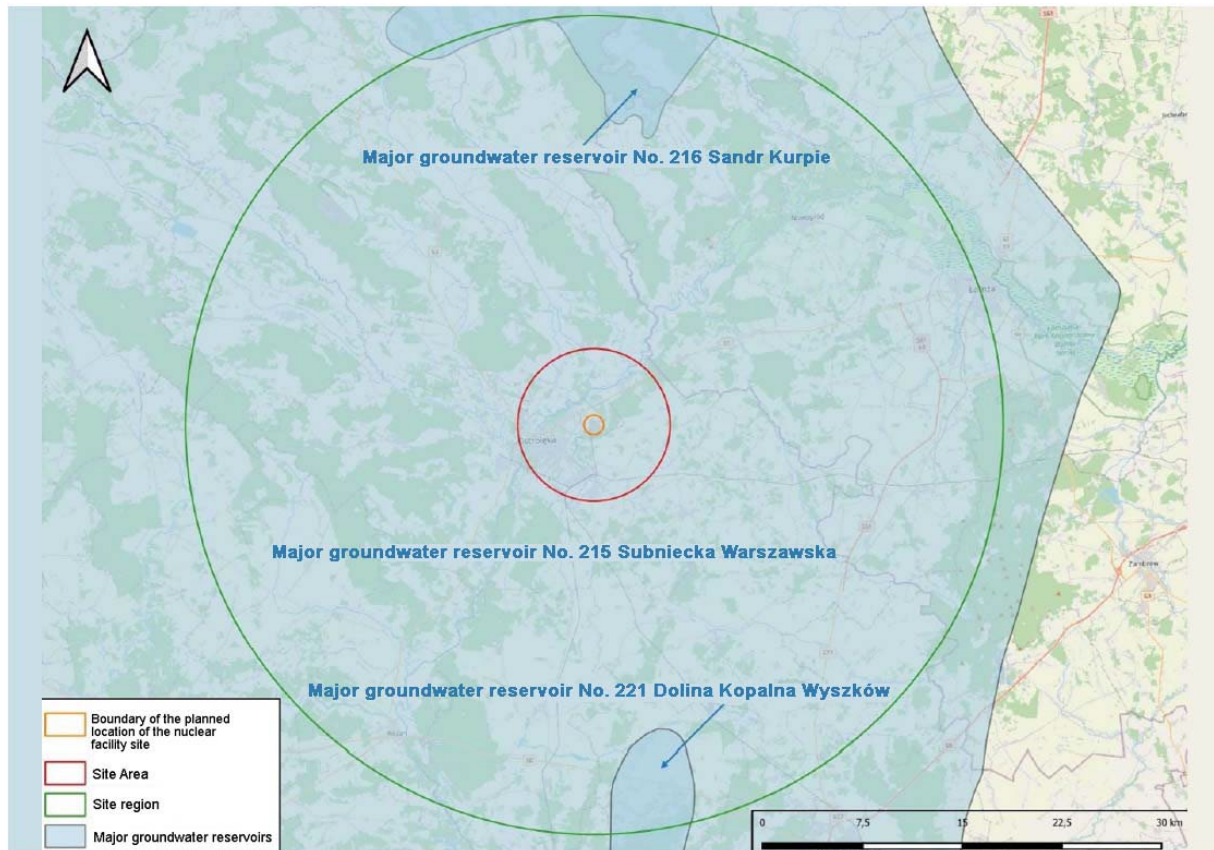 S61
Major groundwater reservoir No. 216 Sandr Kurpie
Major groundwater reservoir No. 215 Subniecka Warszawska
Major groundwater reservoir No. 221 Dolina Kopalna Wyszków
Boundary of the planned
location of the nuclear
facility site
Site Area
Site region
Major groundwater reservoirs
0 7,5 15 22,5 30 km